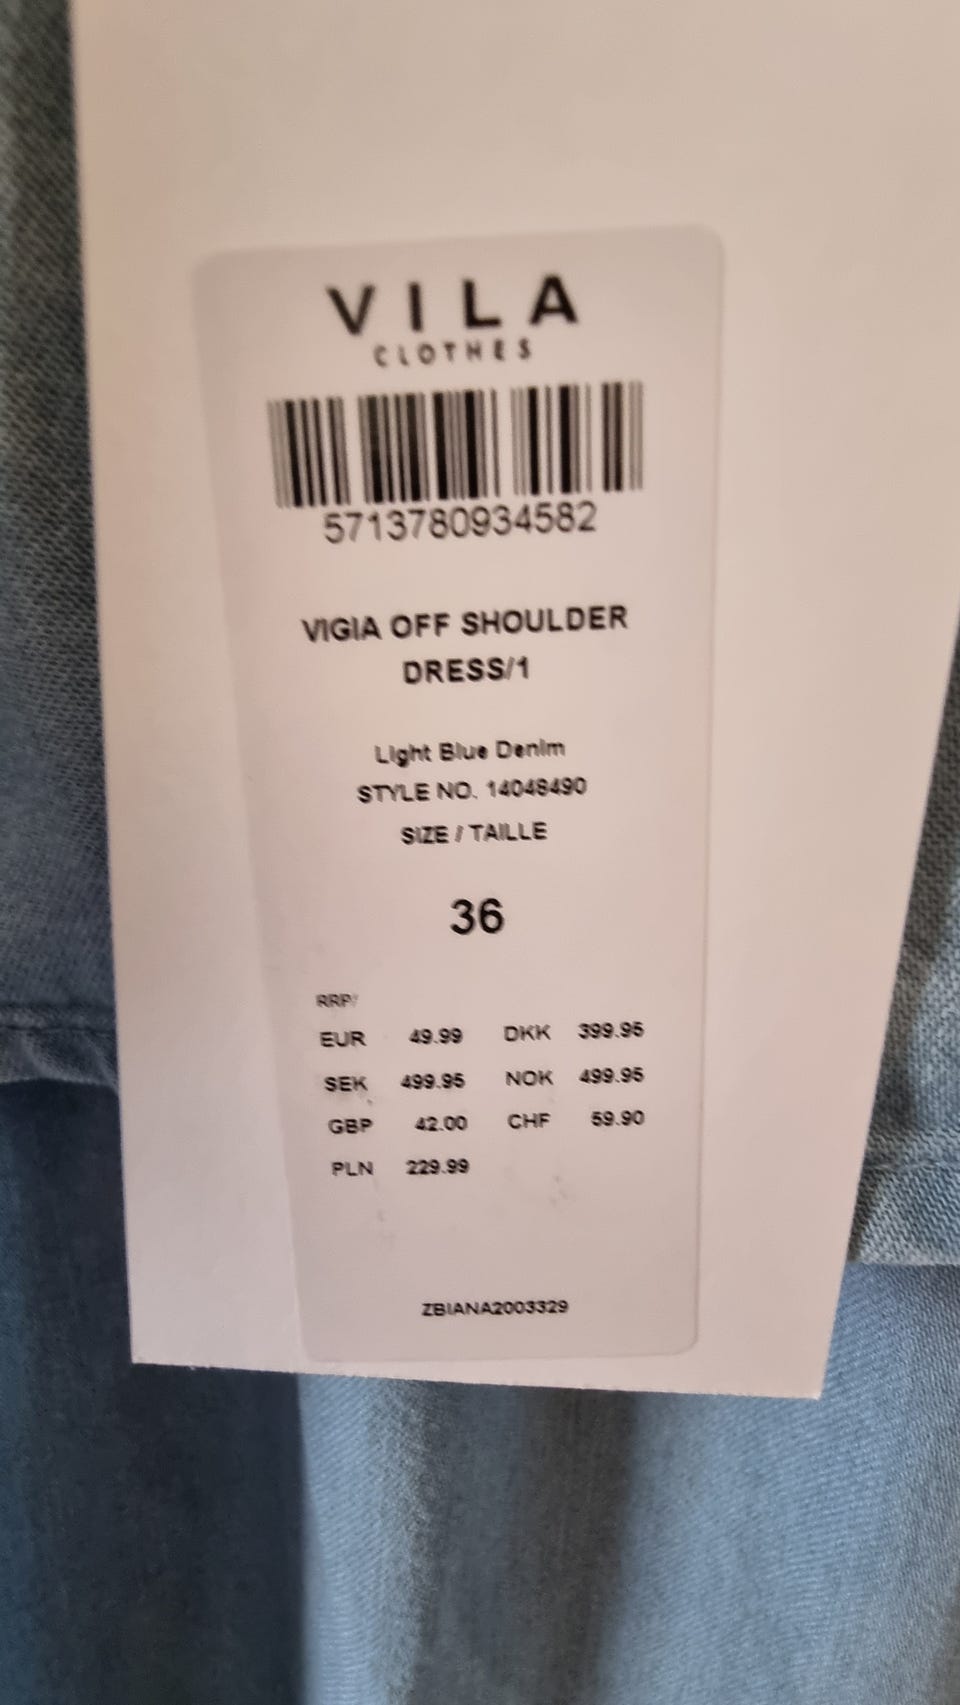 VILA
CLOTHES
5713780934582
VIGIA OFF SHOULDER
DRESS/1
Light Blue Denim
STYLE NO. 14048490
SIZE / TAILLE
36
RRP/
EUR 49.99 DKK 399.95
SEK 499.95 NOK 499.95
GBP 42.00 CHF 59.90
PLN 229.99
ZBIANA2003329